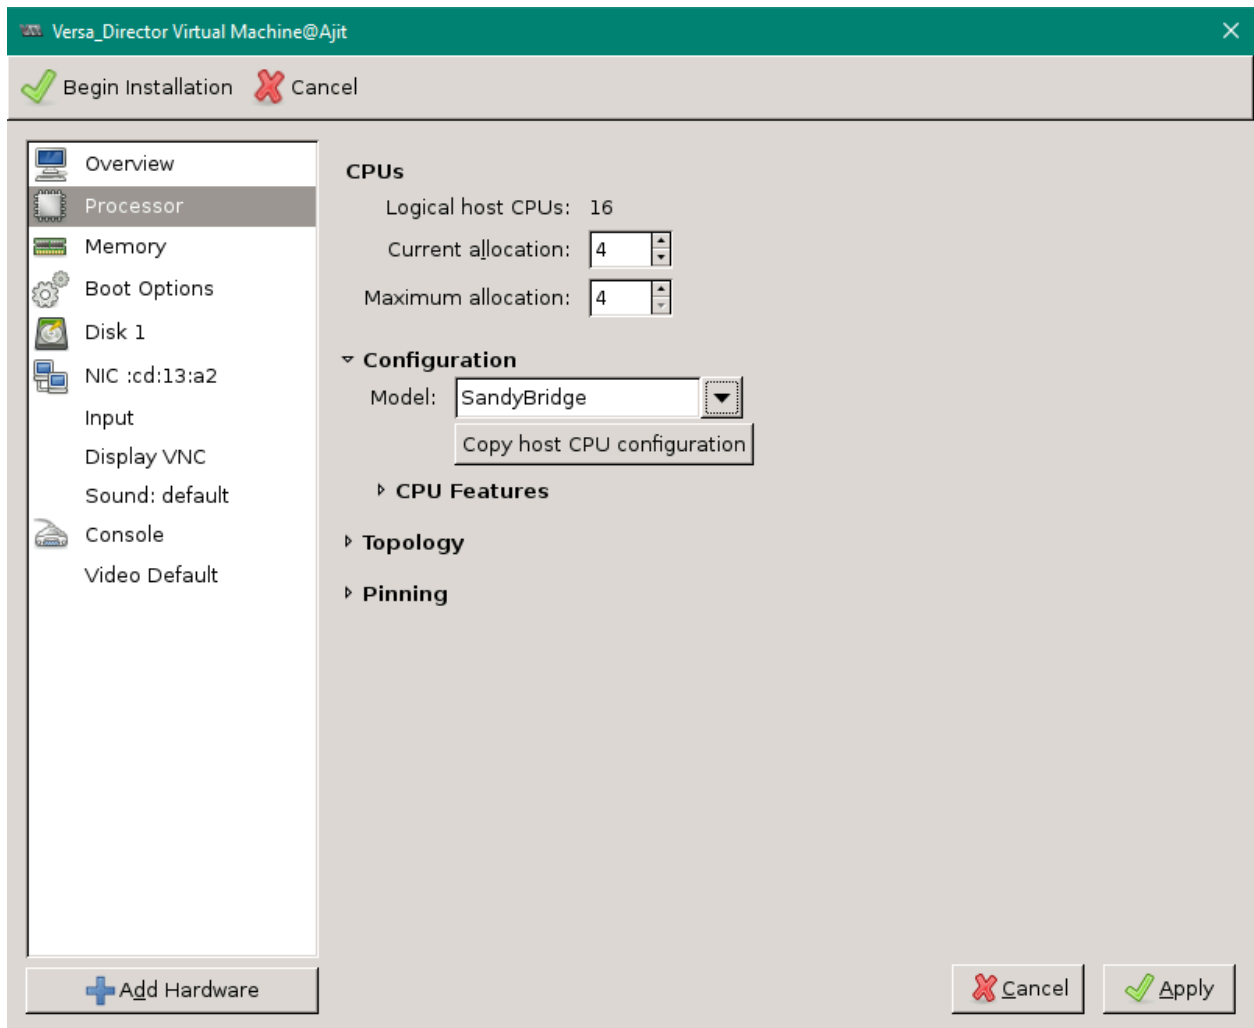 Versa_Director Virtual Machine@Ajit
Begin Installation Cancel
Overview
Processor
Memory
Boot Options
Disk 1
NIC :cd:13:a2
Input
Display VNC
Sound: default
Console
Video Default
Add Hardware
CPUs
Logical host CPUs: 16
Current allocation: 4
Maximum allocation: 4
Configuration
Model: SandyBridge
Copy host CPU configuration
CPU Features
Topology
Pinning
Cancel Apply